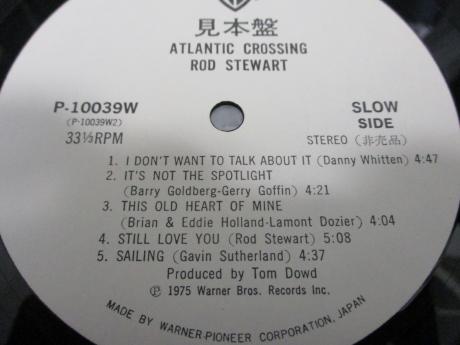 見本盤
ATLANTIC CROSSING
ROD STEWART
P-10039W
(P-10039W2)
33⅓RPM
SLOW
SIDE
STEREO (非売品)
1. I DON'T WANT TO TALK ABOUT IT (Danny Whitten) 4:47
2. IT'S NOT THE SPOTLIGHT
(Barry Goldberg-Gerry Goffin) 4:21
3. THIS OLD HEART OF MINE
(Brian & Eddie Holland-Lamont Dozier) 4:04
4. STILL LOVE YOU (Rod Stewart) 5:08
5. SAILING (Gavin Sutherland) 4:37
Produced by Tom Dowd
℗ 1975 Warner Bros. Records Inc.
MADE BY WARNER-PIONEER CORPORATION, JAPAN